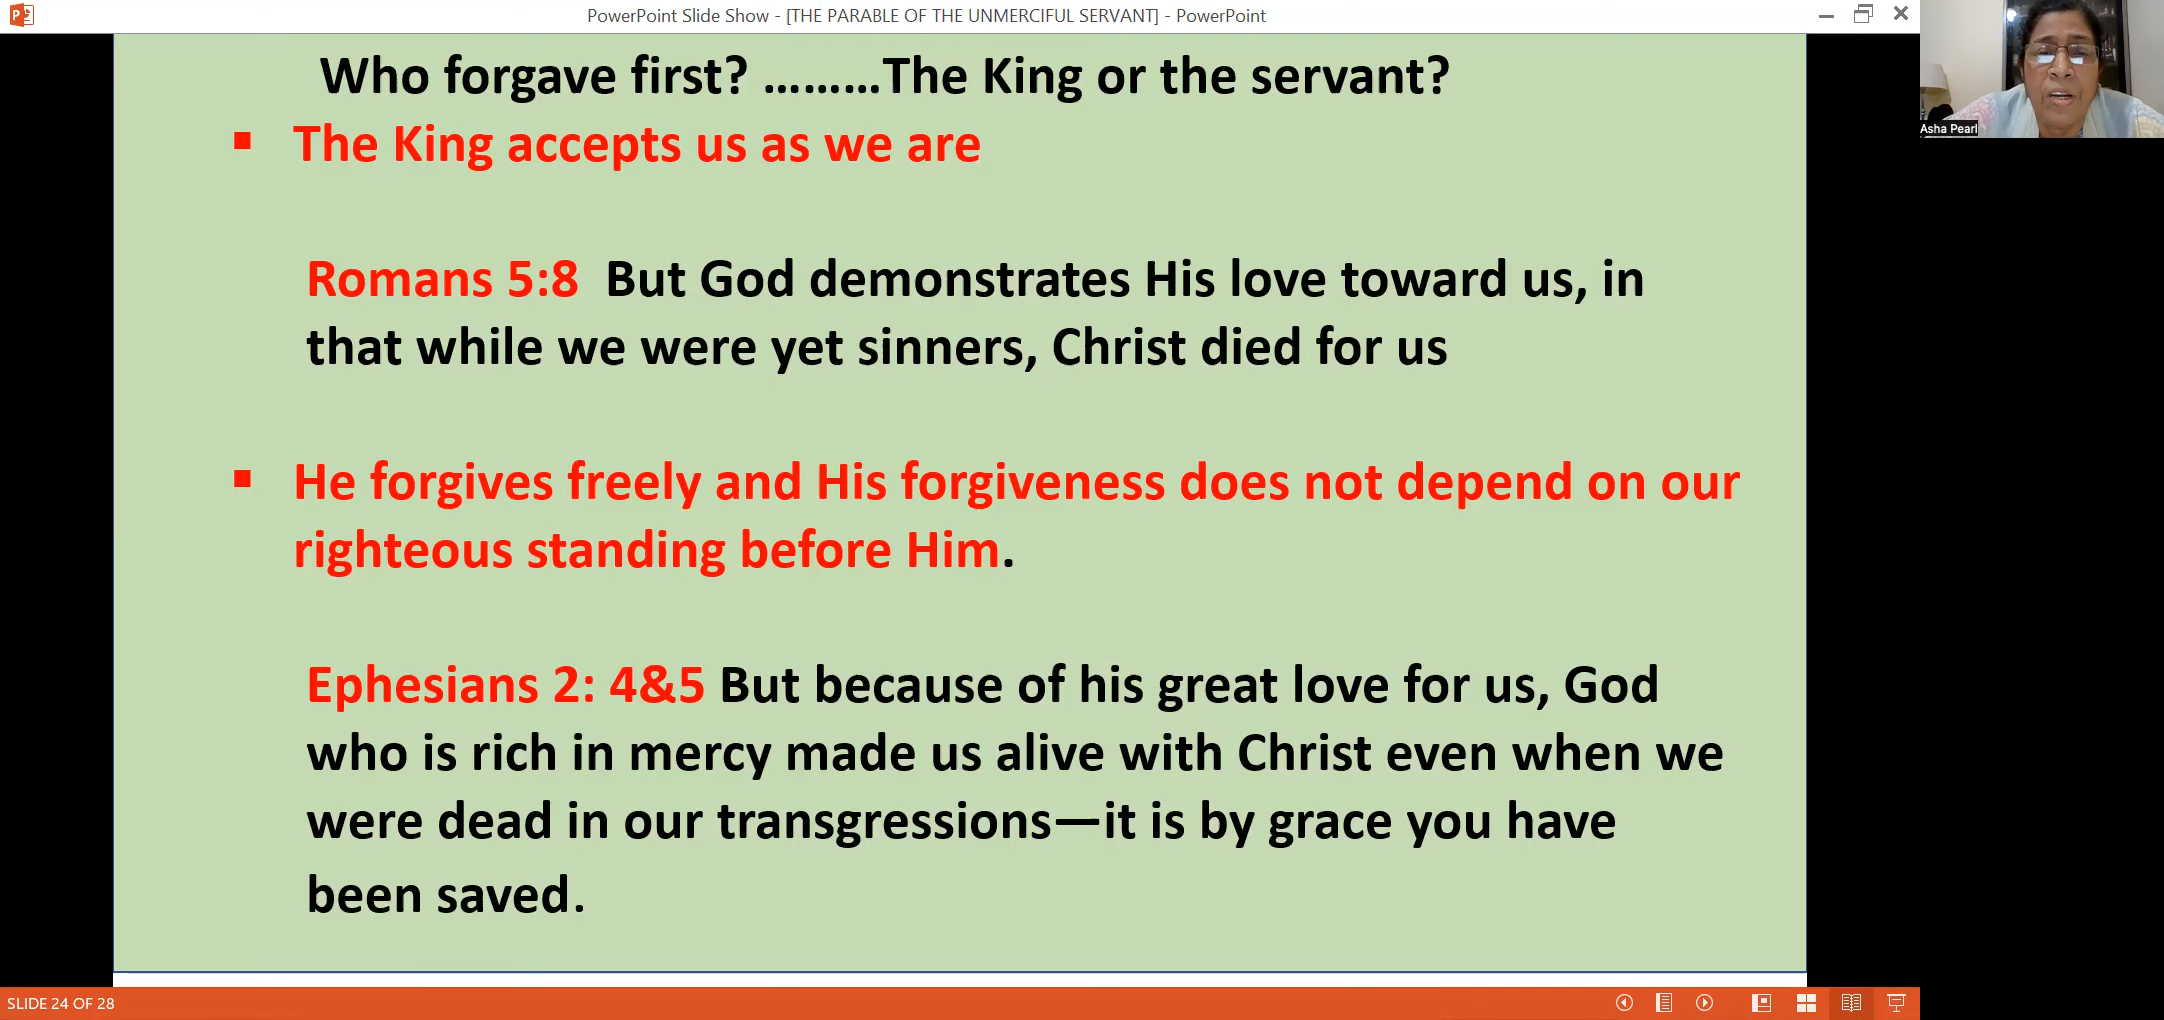 PowerPoint Slide Show - [THE PARABLE OF THE UNMERCIFUL SERVANT] - PowerPoint
Who forgave first? .........The King or the servant?
▪ The King accepts us as we are
Romans 5:8 But God demonstrates His love toward us, in
that while we were yet sinners, Christ died for us
▪ He forgives freely and His forgiveness does not depend on our
righteous standing before Him.
Ephesians 2: 4&5 But because of his great love for us, God
who is rich in mercy made us alive with Christ even when we
were dead in our transgressions—it is by grace you have
been saved.
Asha Pearl
SLIDE 24 OF 28